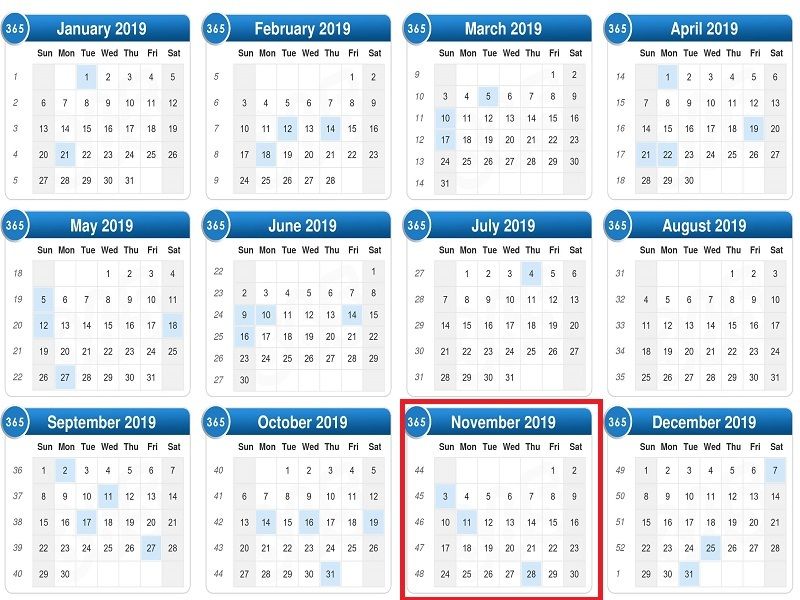 365 January 2019
Sun Mon Tue Wed Thu Fri Sat
1 1 2 3 4 5
2 6 7 8 9 10 11 12
3 13 14 15 16 17 18 19
4 20 21 22 23 24 25 26
5 27 28 29 30 31
365 February 2019
Sun Mon Tue Wed Thu Fri Sat
5 1 2
6 3 4 5 6 7 8 9
7 10 11 12 13 14 15 16
8 17 18 19 20 21 22 23
9 24 25 26 27 28
365 March 2019
Sun Mon Tue Wed Thu Fri Sat
9 1 2
10 3 4 5 6 7 8 9
11 10 11 12 13 14 15 16
12 17 18 19 20 21 22 23
13 24 25 26 27 28 29 30
14 31
365 April 2019
Sun Mon Tue Wed Thu Fri Sat
14 1 2 3 4 5 6
15 7 8 9 10 11 12 13
16 14 15 16 17 18 19 20
17 21 22 23 24 25 26 27
18 28 29 30
365 May 2019
Sun Mon Tue Wed Thu Fri Sat
18 1 2 3 4
19 5 6 7 8 9 10 11
20 12 13 14 15 16 17 18
21 19 20 21 22 23 24 25
22 26 27 28 29 30 31
365 June 2019
Sun Mon Tue Wed Thu Fri Sat
22 1
23 2 3 4 5 6 7 8
24 9 10 11 12 13 14 15
25 16 17 18 19 20 21 22
26 23 24 25 26 27 28 29
27 30
365 July 2019
Sun Mon Tue Wed Thu Fri Sat
27 1 2 3 4 5 6
28 7 8 9 10 11 12 13
29 14 15 16 17 18 19 20
30 21 22 23 24 25 26 27
31 28 29 30 31
365 August 2019
Sun Mon Tue Wed Thu Fri Sat
31 1 2 3
32 4 5 6 7 8 9 10
33 11 12 13 14 15 16 17
34 18 19 20 21 22 23 24
35 25 26 27 28 29 30 31
365 September 2019
Sun Mon Tue Wed Thu Fri Sat
36 1 2 3 4 5 6 7
37 8 9 10 11 12 13 14
38 15 16 17 18 19 20 21
39 22 23 24 25 26 27 28
40 29 30
365 October 2019
Sun Mon Tue Wed Thu Fri Sat
40 1 2 3 4 5
41 6 7 8 9 10 11 12
42 13 14 15 16 17 18 19
43 20 21 22 23 24 25 26
44 27 28 29 30 31
365 November 2019
Sun Mon Tue Wed Thu Fri Sat
44 1 2
45 3 4 5 6 7 8 9
46 10 11 12 13 14 15 16
47 17 18 19 20 21 22 23
48 24 25 26 27 28 29 30
365 December 2019
Sun Mon Tue Wed Thu Fri Sat
49 1 2 3 4 5 6 7
50 8 9 10 11 12 13 14
51 15 16 17 18 19 20 21
52 22 23 24 25 26 27 28
1 29 30 31